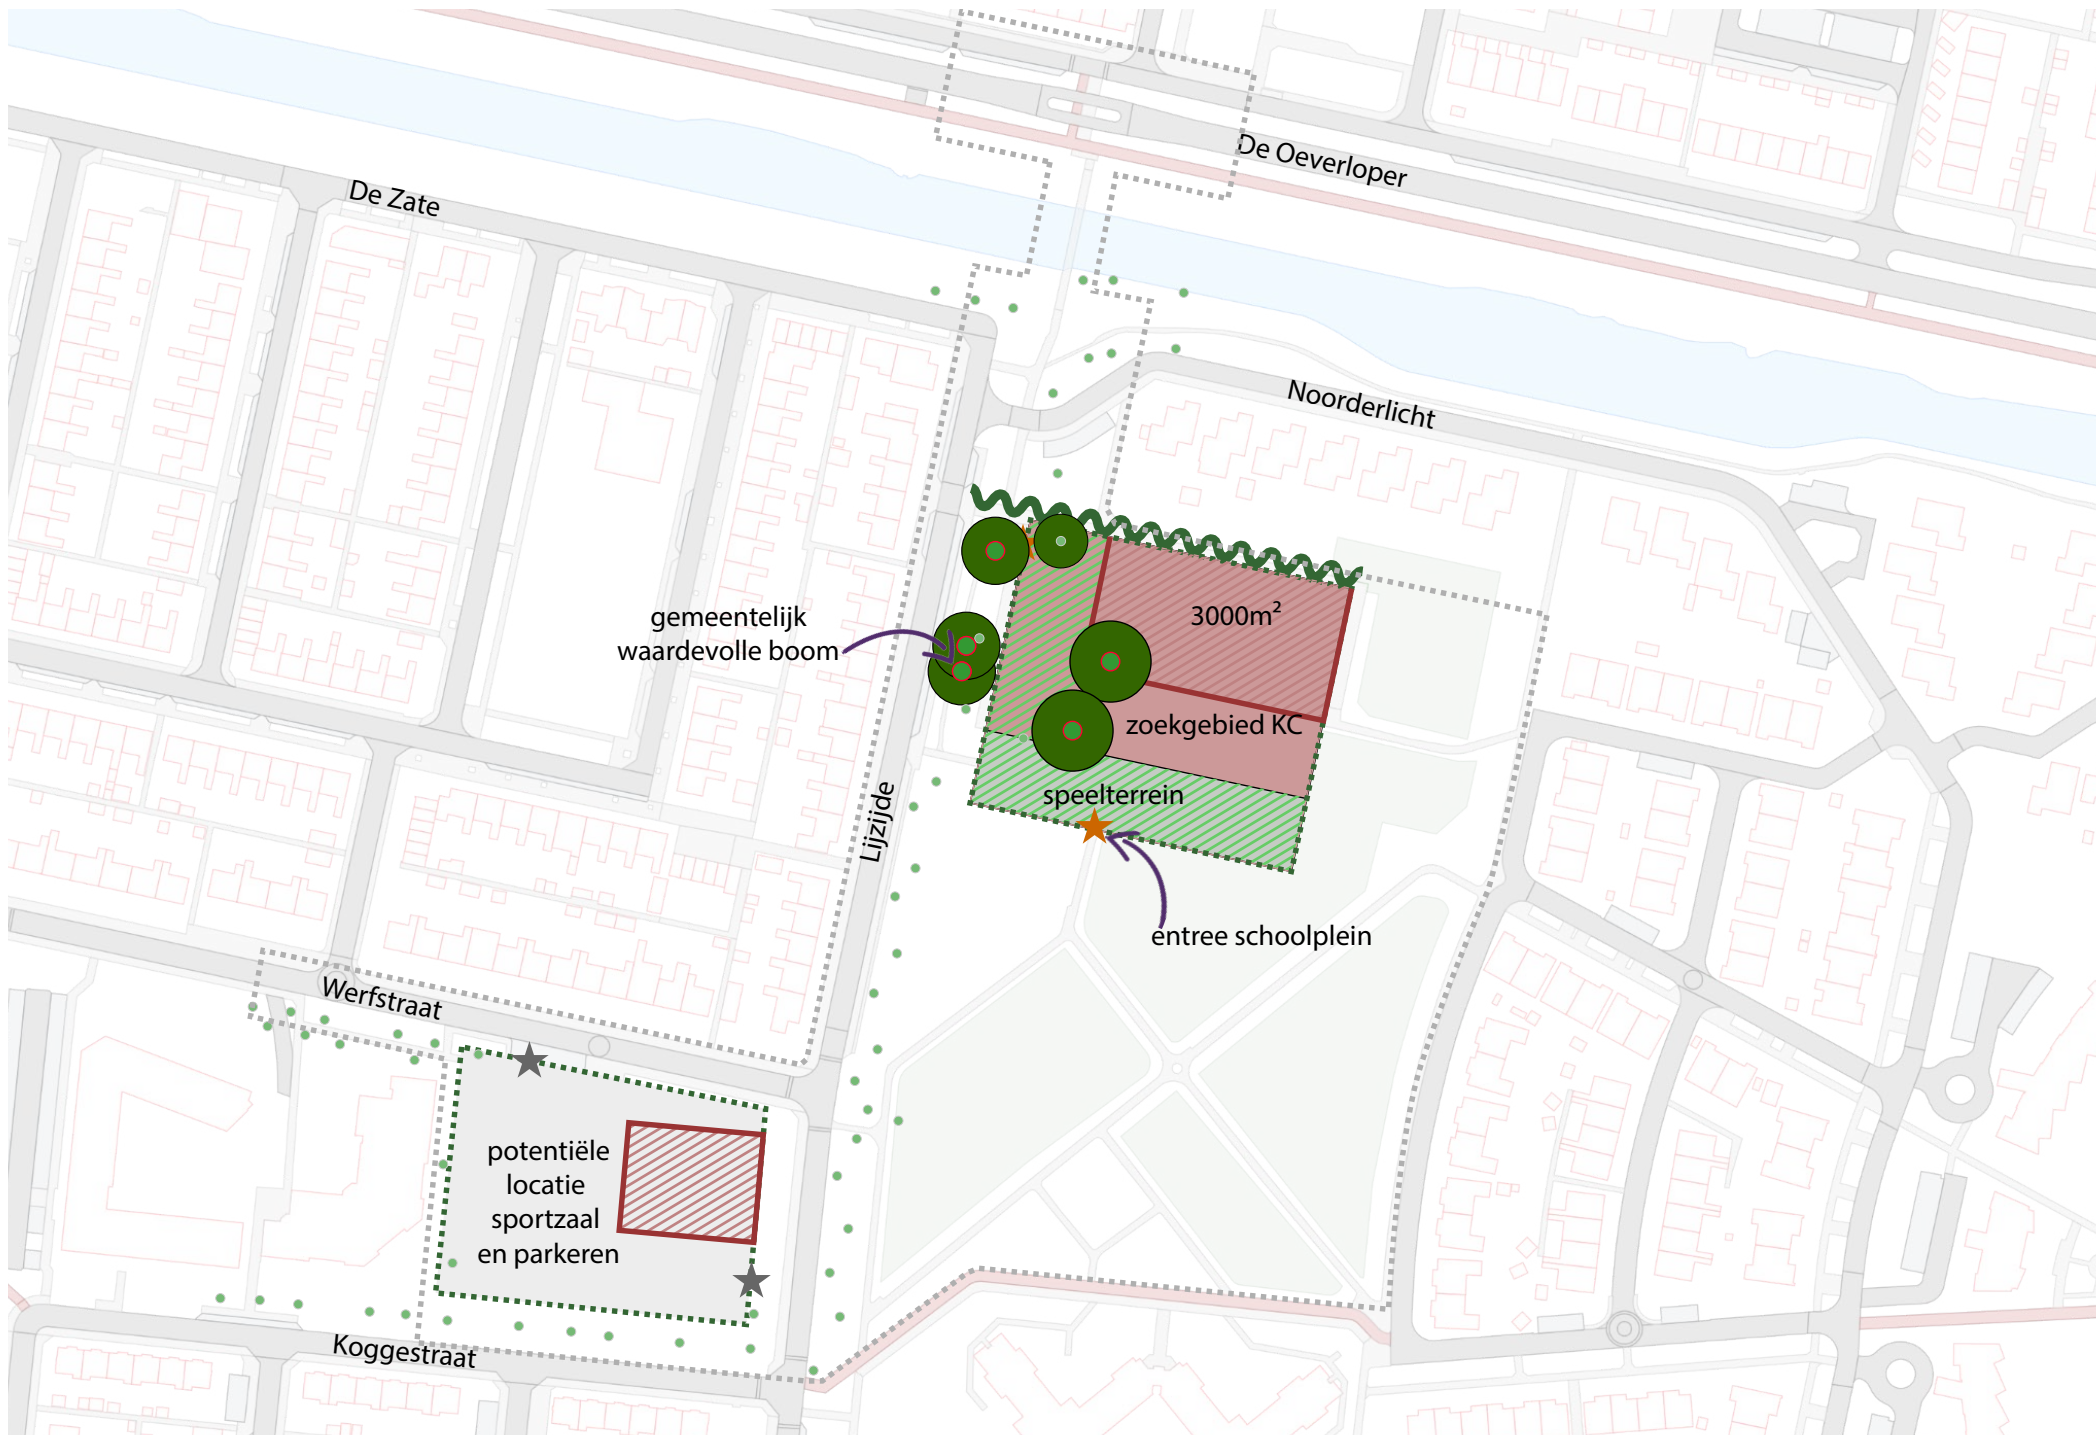 De Oeverloper
De Zate
Noorderlicht
gemeentelijk
waardevolle boom
3000m²
zoekgebied KC
speelterrein
Lijzijde
entree schoolplein
Werfstraat
potentiële
locatie
sportzaal
en parkeren
Koggestraat